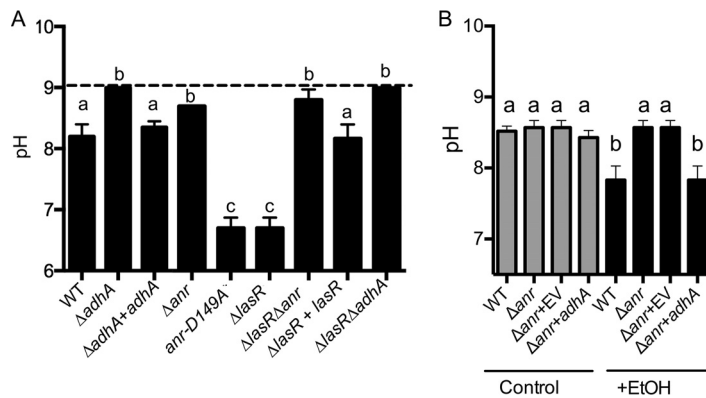 A
pH
10
9
8
7
6
a
b
a
b
c
c
b
a
b
WT
ΔadhA
ΔadhA+adhA
Δanr
anr-D149A
ΔlasR
ΔlasRΔanr
ΔlasR + lasR
ΔlasRΔadhA
B
pH
9
8
7
a a a a
b
a a
b
WT
Δanr
Δanr+EV
Δanr+adhA
WT
Δanr
Δanr+EV
Δanr+adhA
Control
+EtOH